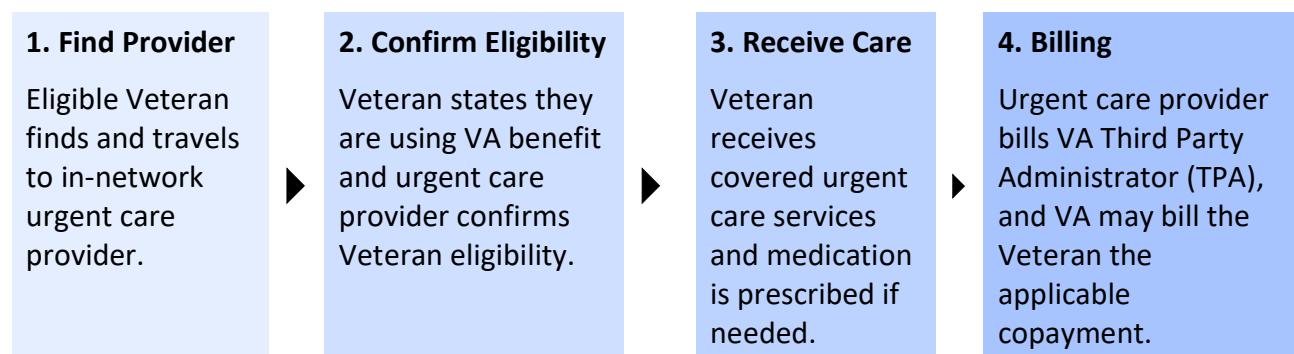 1. Find Provider
Eligible Veteran
finds and travels
to in-network
urgent care
provider.
2. Confirm Eligibility
Veteran states they
are using VA benefit
and urgent care
provider confirms
Veteran eligibility.
3. Receive Care
Veteran
receives
covered urgent
care services
and medication
is prescribed if
needed.
4. Billing
Urgent care provider
bills VA Third Party
Administrator (TPA),
and VA may bill the
Veteran the
applicable
copayment.